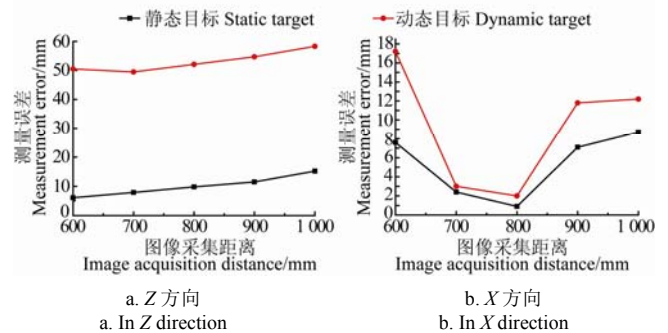 静态目标 Static target
动态目标 Dynamic target
测量误差
Measurement error/mm
60
50
40
30
20
10
0
600
700
800
900
1 000
图像采集距离
Image acquisition distance/mm
a. Z 方向
a. In Z direction
测量误差
Measurement error/mm
18
16
14
12
10
8
6
4
2
0
600
700
800
900
1 000
图像采集距离
Image acquisition distance/mm
b. X 方向
b. In X direction